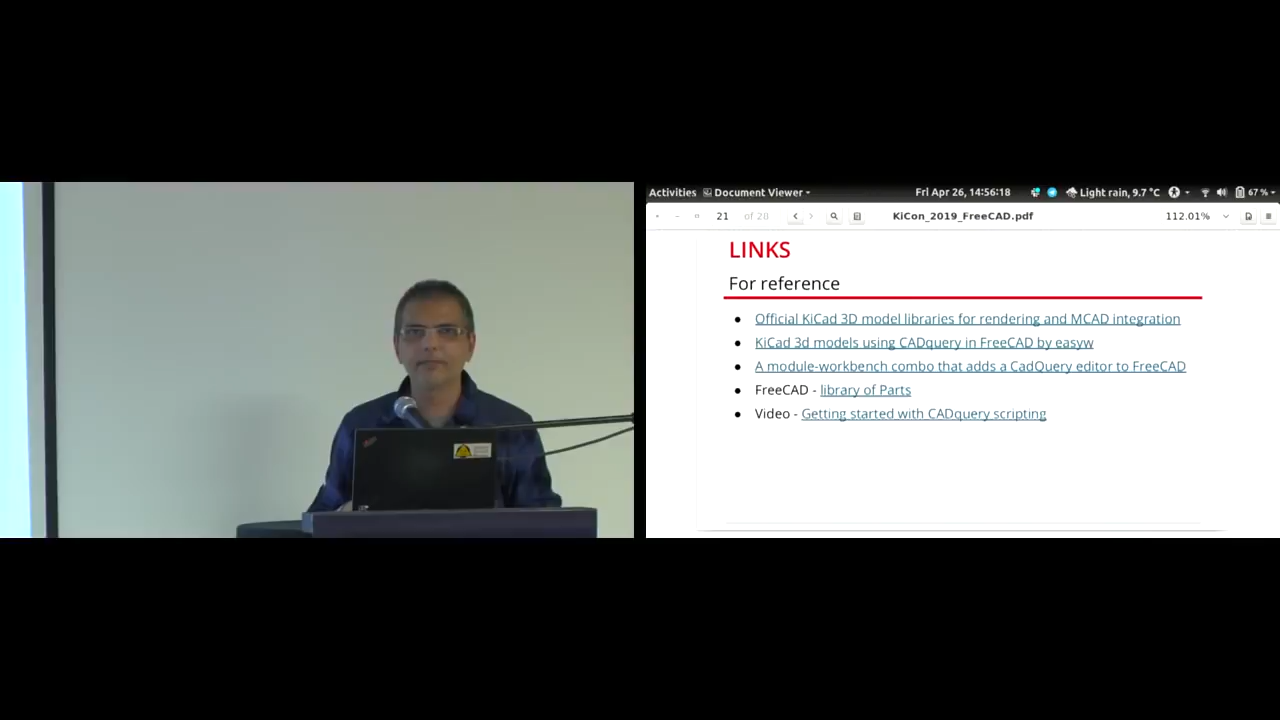 Activities Document Viewer Fri Apr 26, 14:56:18 Light rain, 9.7 °C 67 %
21 of 20 KiCon_2019_FreeCAD.pdf 112.01%
LINKS
For reference
● Official KiCad 3D model libraries for rendering and MCAD integration
● KiCad 3d models using CADquery in FreeCAD by easyw
● A module-workbench combo that adds a CadQuery editor to FreeCAD
● FreeCAD - library of Parts
● Video - Getting started with CADquery scripting